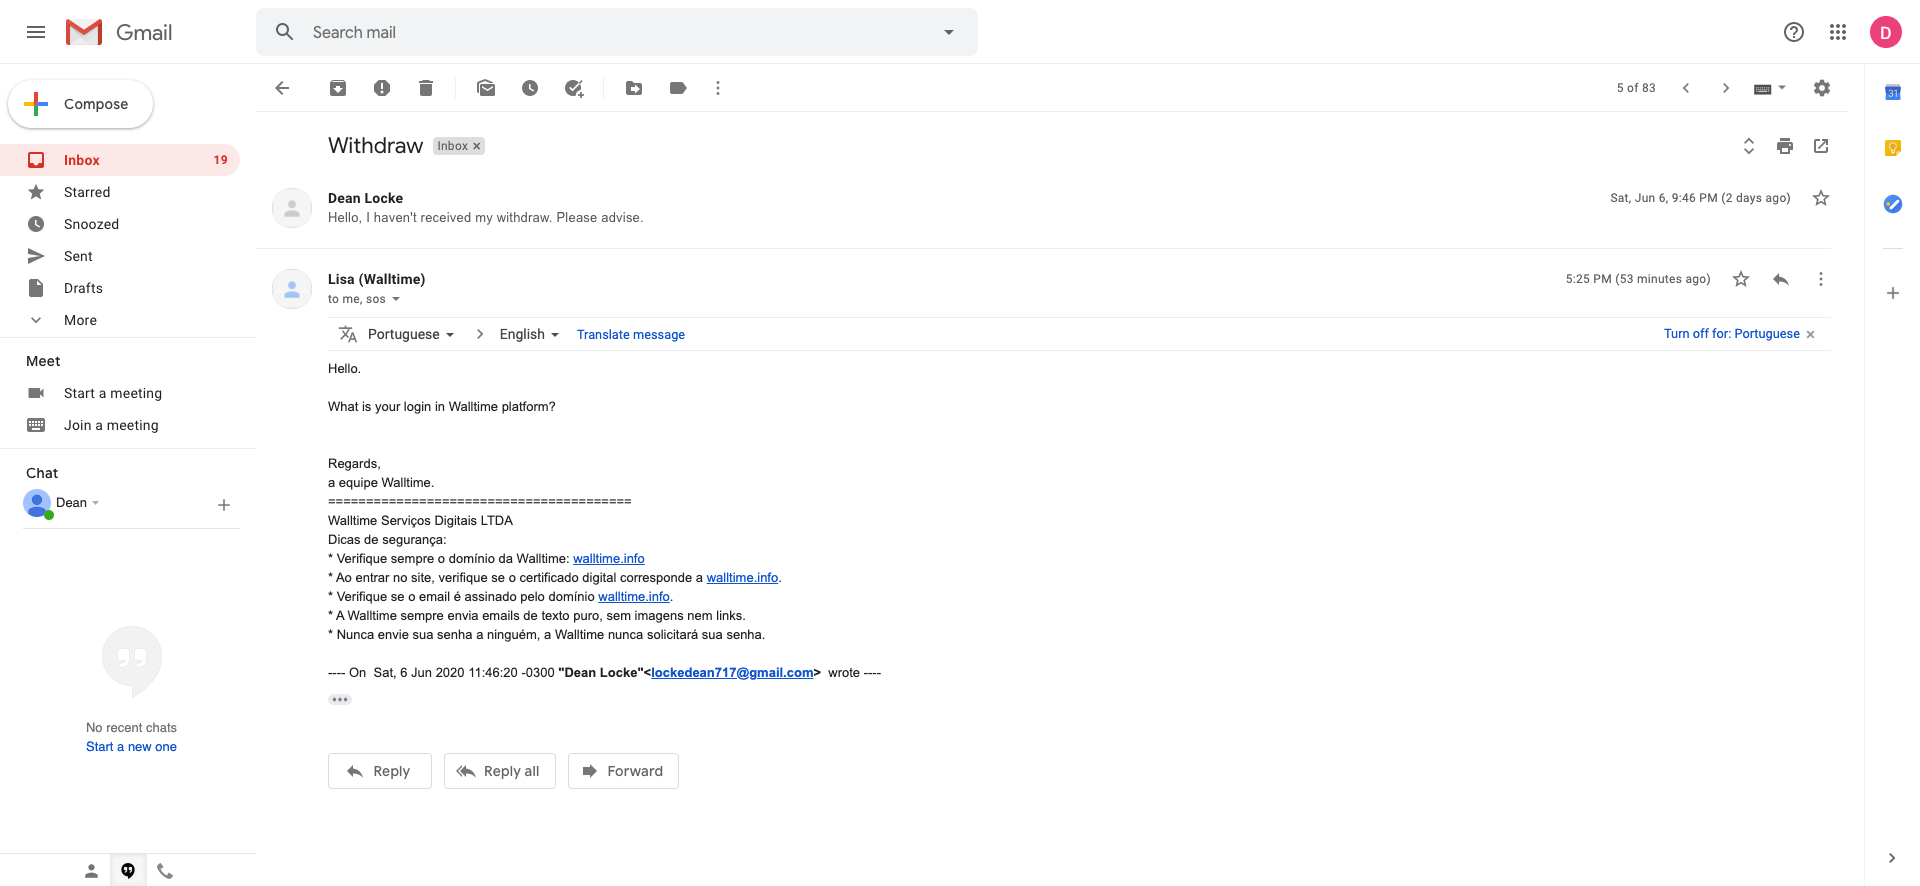 Gmail
Search mail
D
Compose
5 of 83
31
Inbox 19
Starred
Snoozed
Sent
Drafts
More
Meet
Start a meeting
Join a meeting
Chat
Dean
No recent chats
Start a new one
Withdraw Inbox ×
Dean Locke Sat, Jun 6, 9:46 PM (2 days ago)
Hello, I haven't received my withdraw. Please advise.
Lisa (Walltime) 5:25 PM (53 minutes ago)
to me, sos
Portuguese > English Translate message Turn off for: Portuguese ×
Hello.
What is your login in Walltime platform?
Regards,
a equipe Walltime.
========================================
Walltime Serviços Digitais LTDA
Dicas de segurança:
* Verifique sempre o domínio da Walltime: walltime.info
* Ao entrar no site, verifique se o certificado digital corresponde a walltime.info.
* Verifique se o email é assinado pelo domínio walltime.info.
* A Walltime sempre envia emails de texto puro, sem imagens nem links.
* Nunca envie sua senha a ninguém, a Walltime nunca solicitará sua senha.
---- On Sat, 6 Jun 2020 11:46:20 -0300 "Dean Locke"<lockedean717@gmail.com> wrote ----
Reply
Reply all
Forward